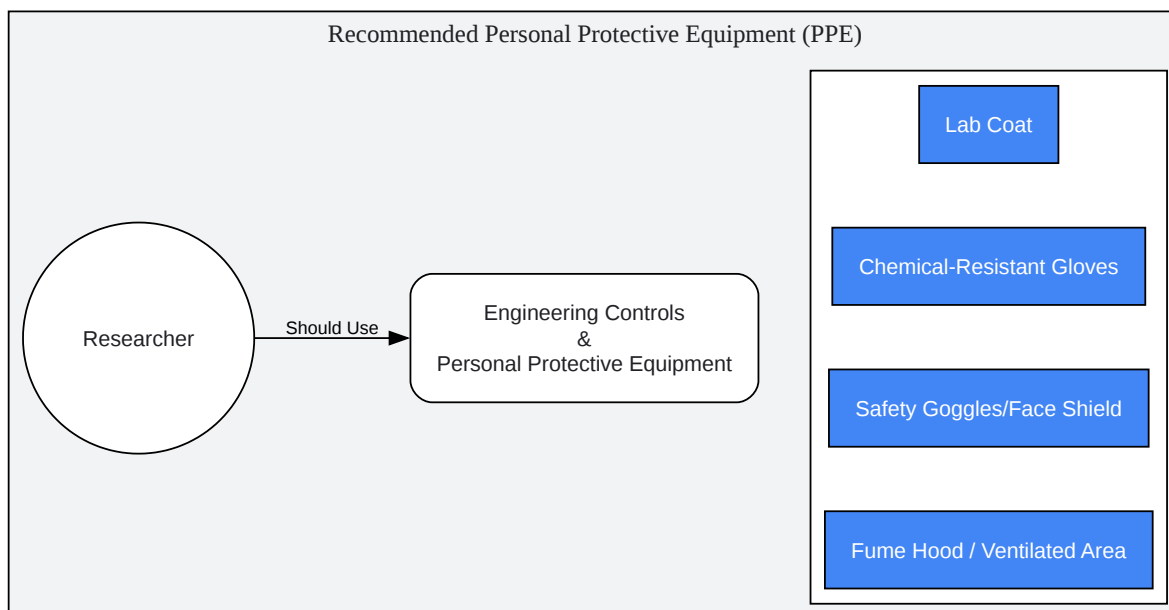 Recommended Personal Protective Equipment (PPE)
Researcher
Should Use
Engineering Controls
&
Personal Protective Equipment
Lab Coat
Chemical-Resistant Gloves
Safety Goggles/Face Shield
Fume Hood / Ventilated Area